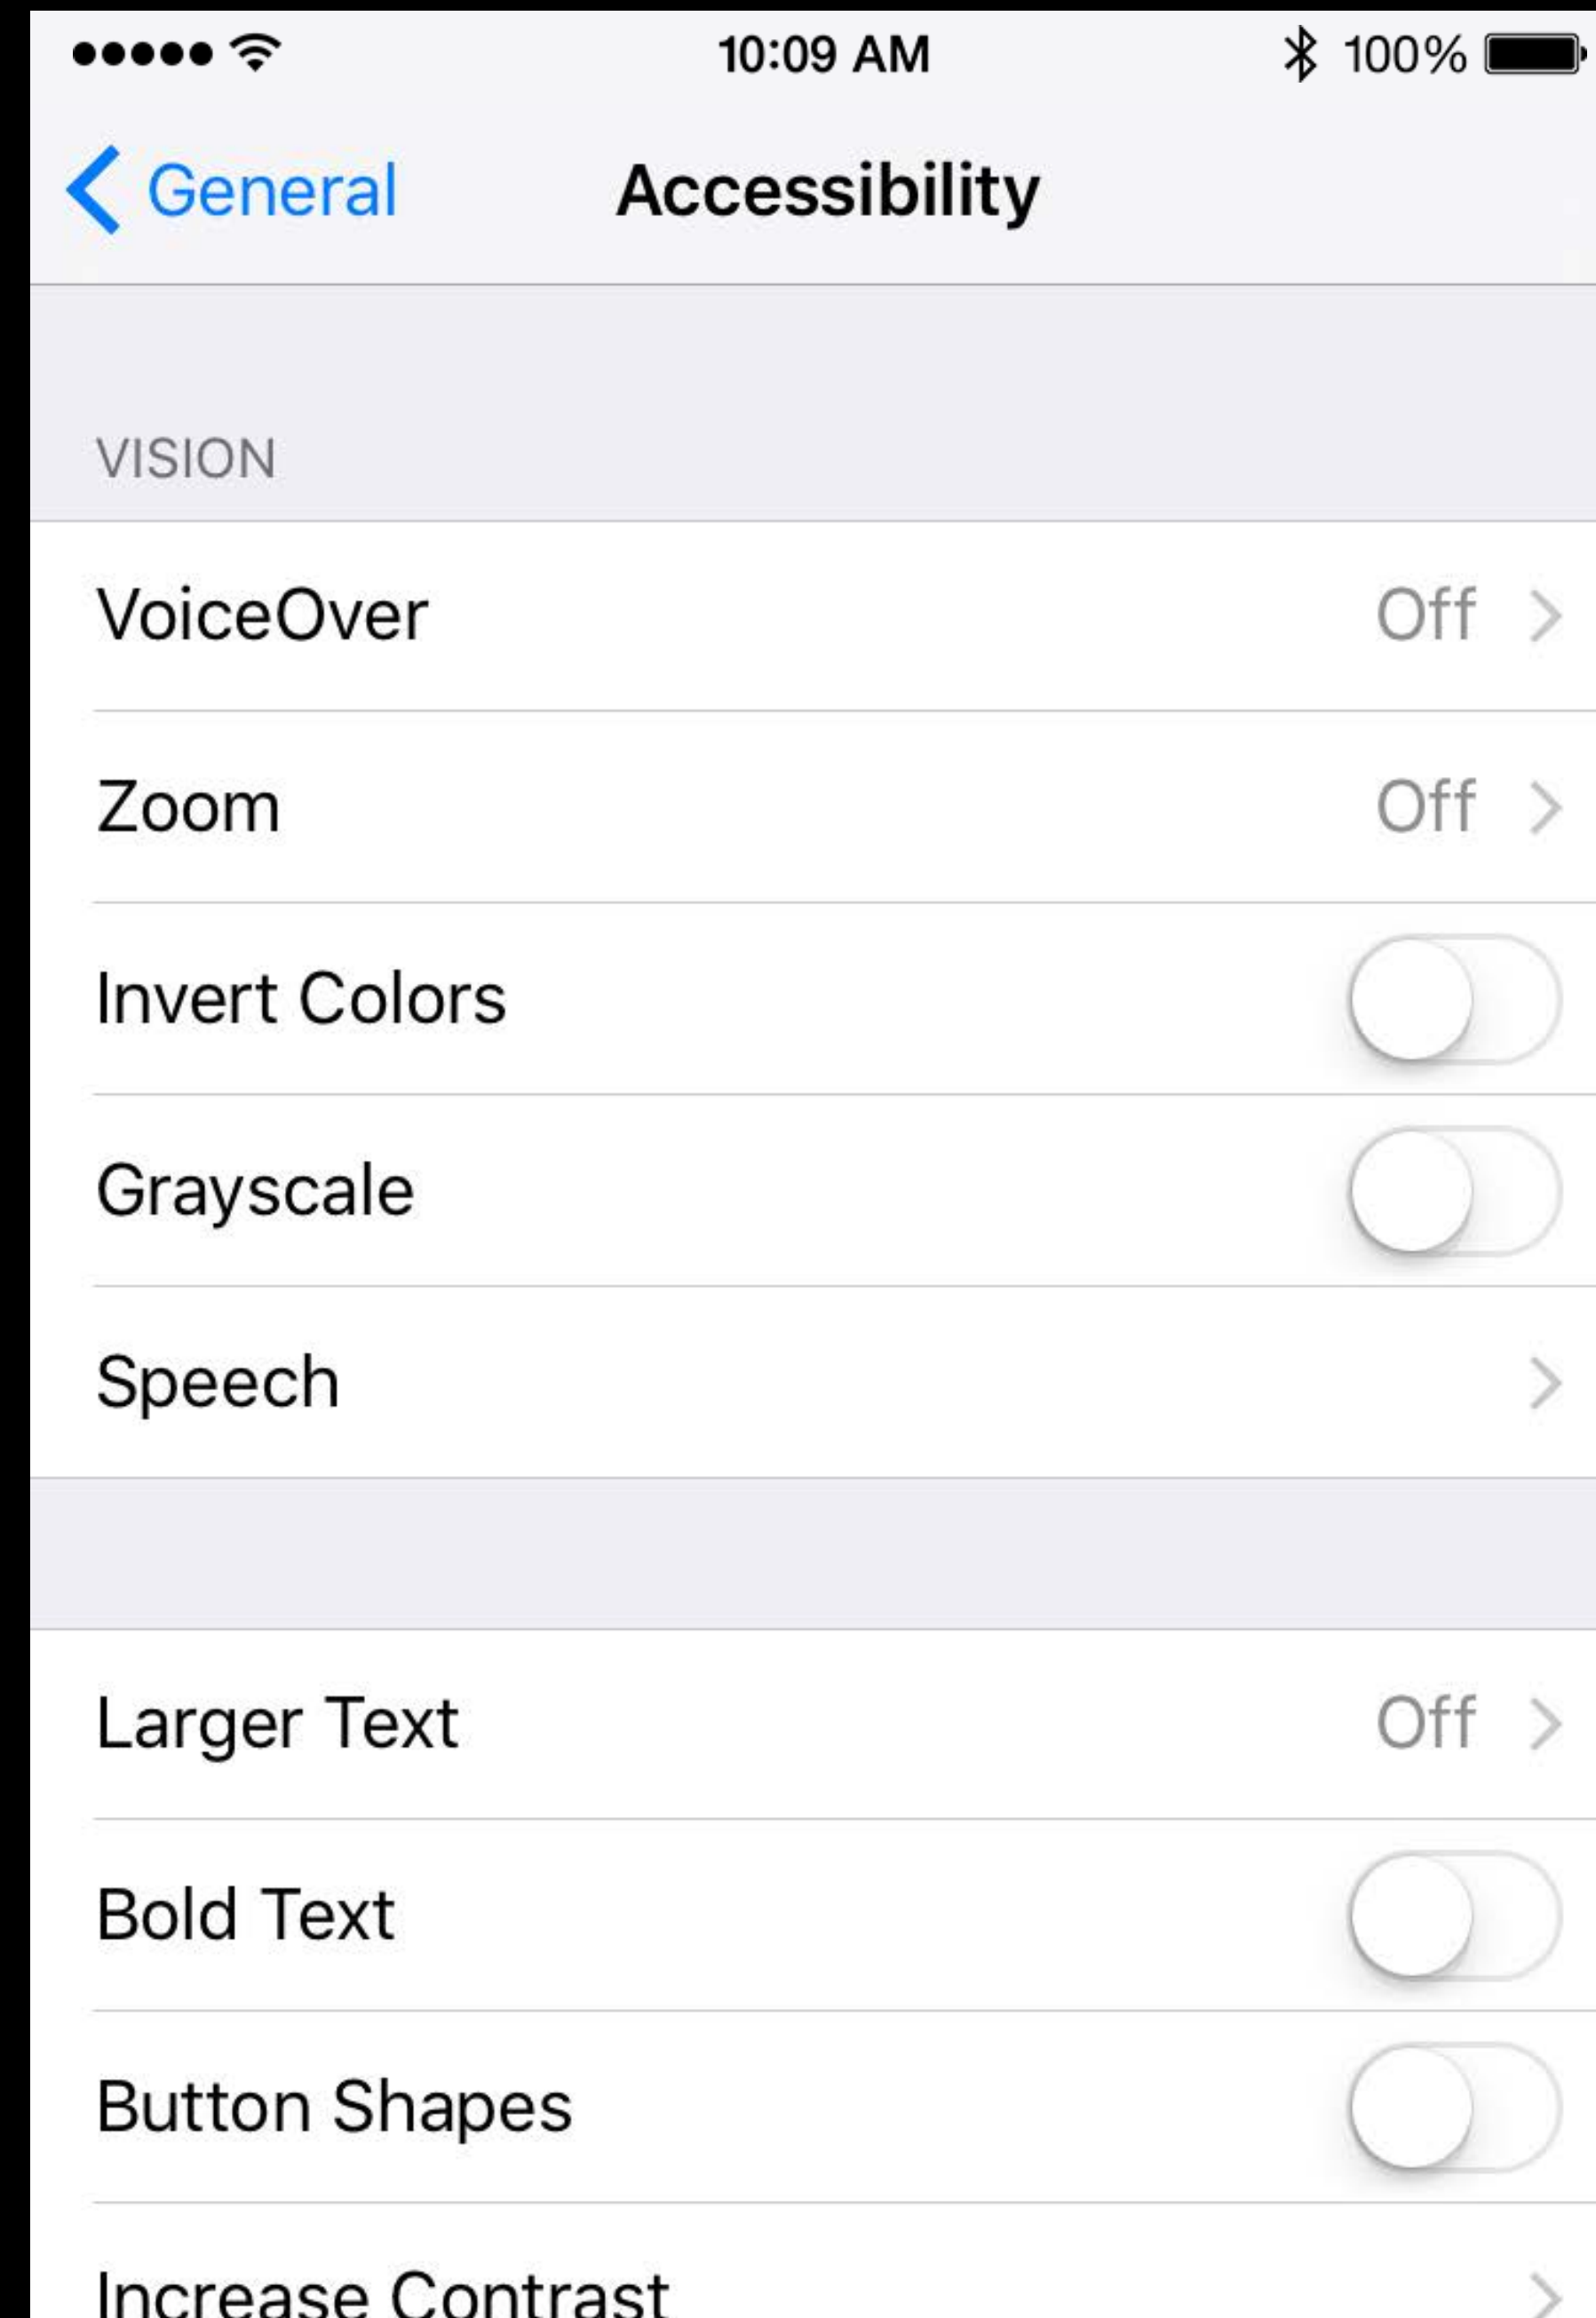 10:09 AM 100%
General Accessibility
VISION
VoiceOver Off
Zoom Off
Invert Colors
Grayscale
Speech
Larger Text Off
Bold Text
Button Shapes
Increase Contrast